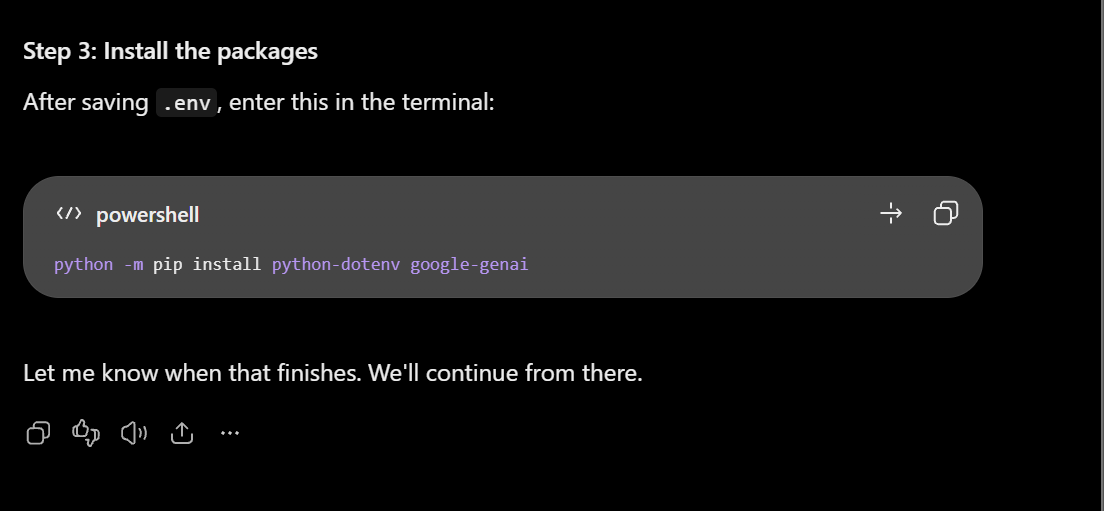 Step 3: Install the packages
After saving .env, enter this in the terminal:
powershell
python -m pip install python-dotenv google-genai
Let me know when that finishes. We'll continue from there.